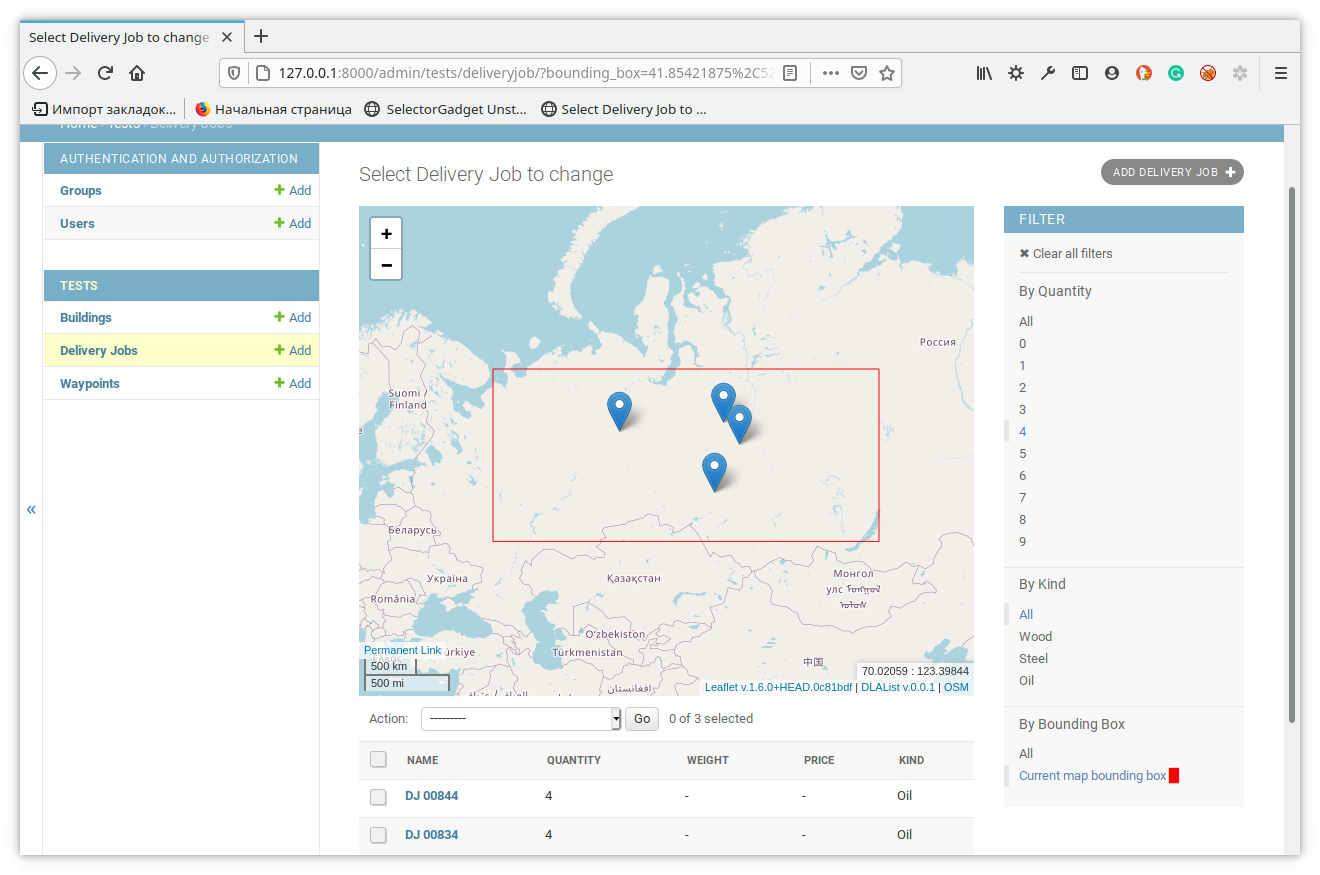 Select Delivery Job to change
127.0.0.1:8000/admin/tests/deliveryjob/?bounding_box=41.85421875%2C52
Импорт закладок...
Начальная страница
SelectorGadget Unst...
Select Delivery Job to ...
Home › Tests › Delivery Jobs
AUTHENTICATION AND AUTHORIZATION
Groups
Add
Users
Add
TESTS
Buildings
Add
Delivery Jobs
Add
Waypoints
Add
«
Select Delivery Job to change
ADD DELIVERY JOB
+
−
Россия
Suomi /
Finland
Беларусь
Україна
România
Қазақстан
Монгол
улс
O'zbekiston
Türkmenistan
中国
افغانستان
Permanent Link
500 km
500 mi
70.02059 : 123.39844
Leaflet v.1.6.0+HEAD.0c81bdf | DLAList v.0.0.1 | OSM
Action:
---------
Go
0 of 3 selected
NAME QUANTITY WEIGHT PRICE KIND
DJ 00844 4 - - Oil
DJ 00834 4 - - Oil
FILTER
✖ Clear all filters
By Quantity
All
0
1
2
3
4
5
6
7
8
9
By Kind
All
Wood
Steel
Oil
By Bounding Box
All
Current map bounding box